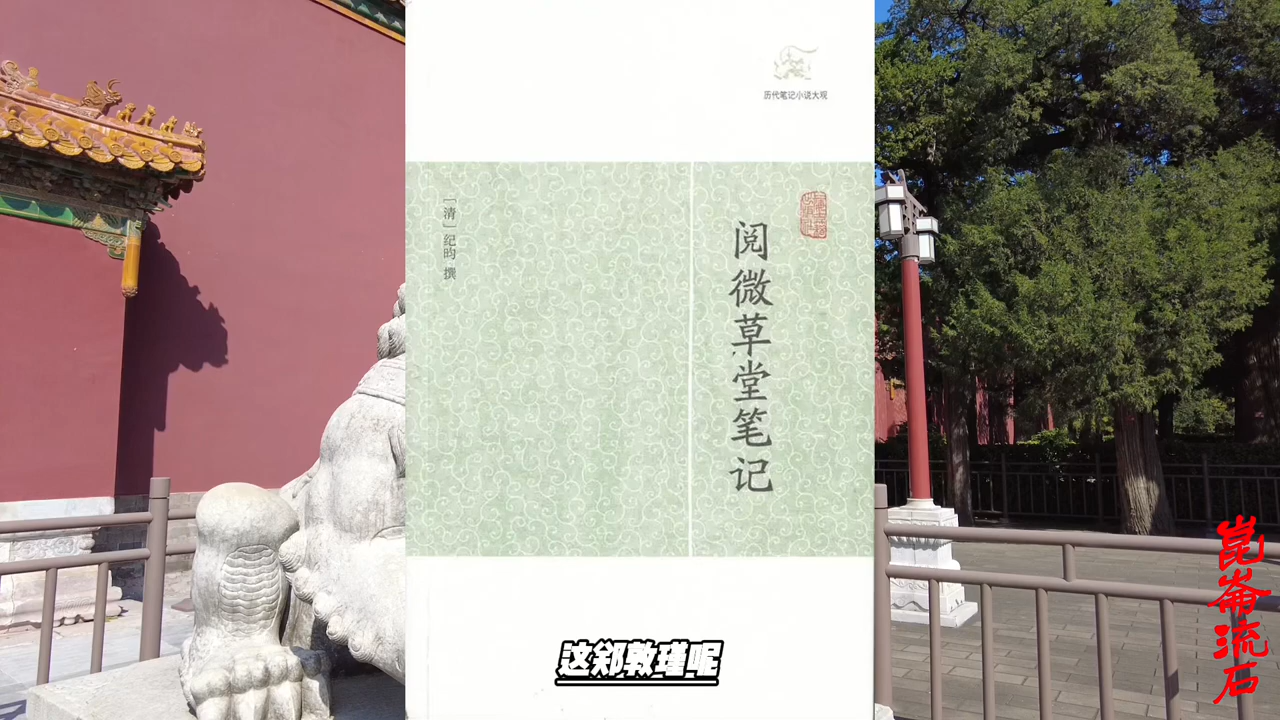 历代笔记小说大观
阅微草堂笔记
[清]纪昀 撰
这郑敦瑾呢
崑崙流石